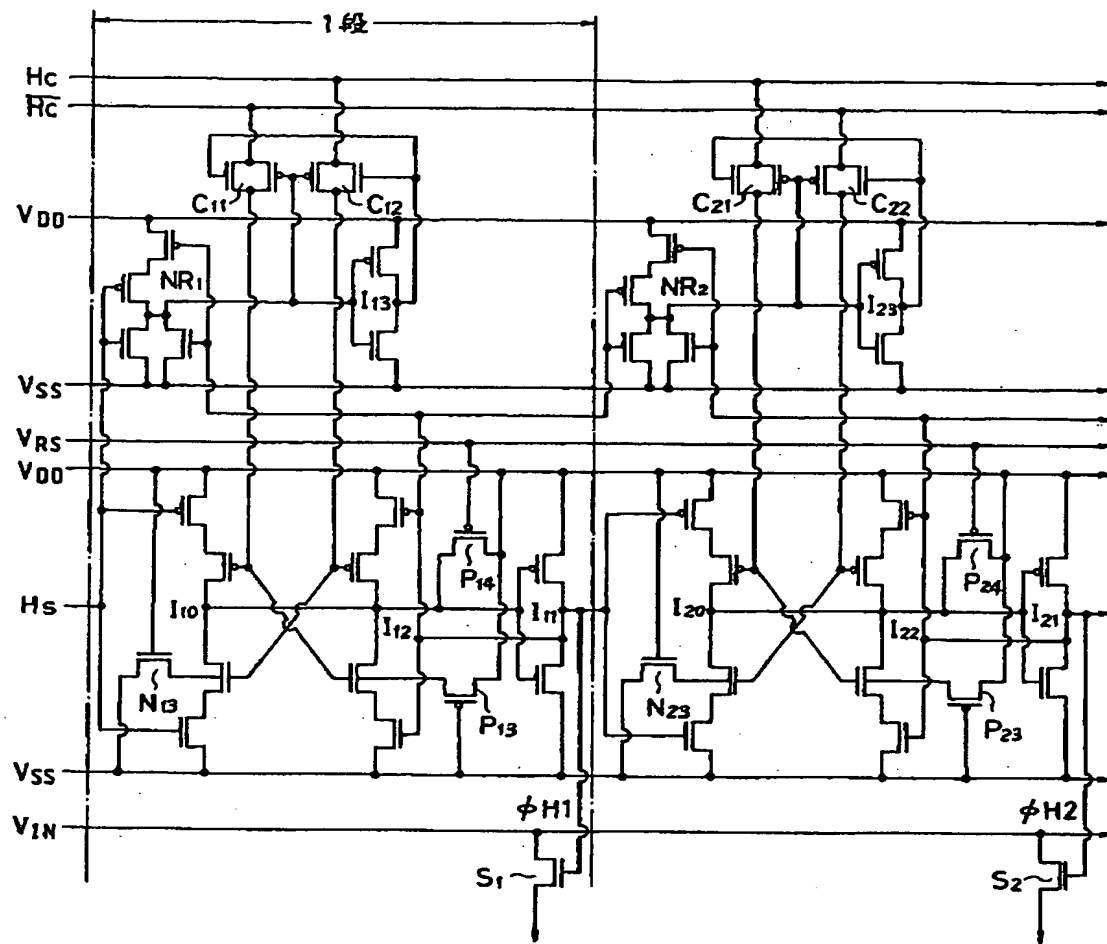 1段
Hc
H̅c̅
C11
C12
C21
C22
VDD
NR1
I13
NR2
I23
VSS
VRS
VDD
P14
P24
Hs
I10
I12
I11
I20
I22
I21
N13
P13
N23
P23
VSS
φH1
φH2
VIN
S1
S2